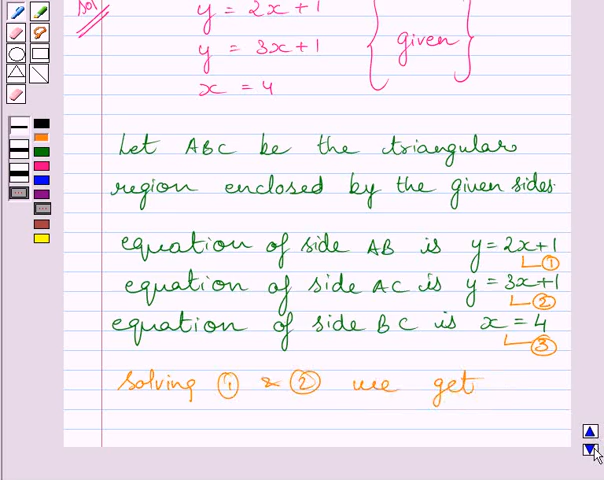 Sol
y = 2x+1
y = 3x+1
given
x = 4
Let ABC be the triangular
region enclosed by the given sides.
equation of side AB is y=2x+1
①
equation of side AC is y = 3x+1
②
equation of side BC is x = 4
③
Solving ① & ② we get